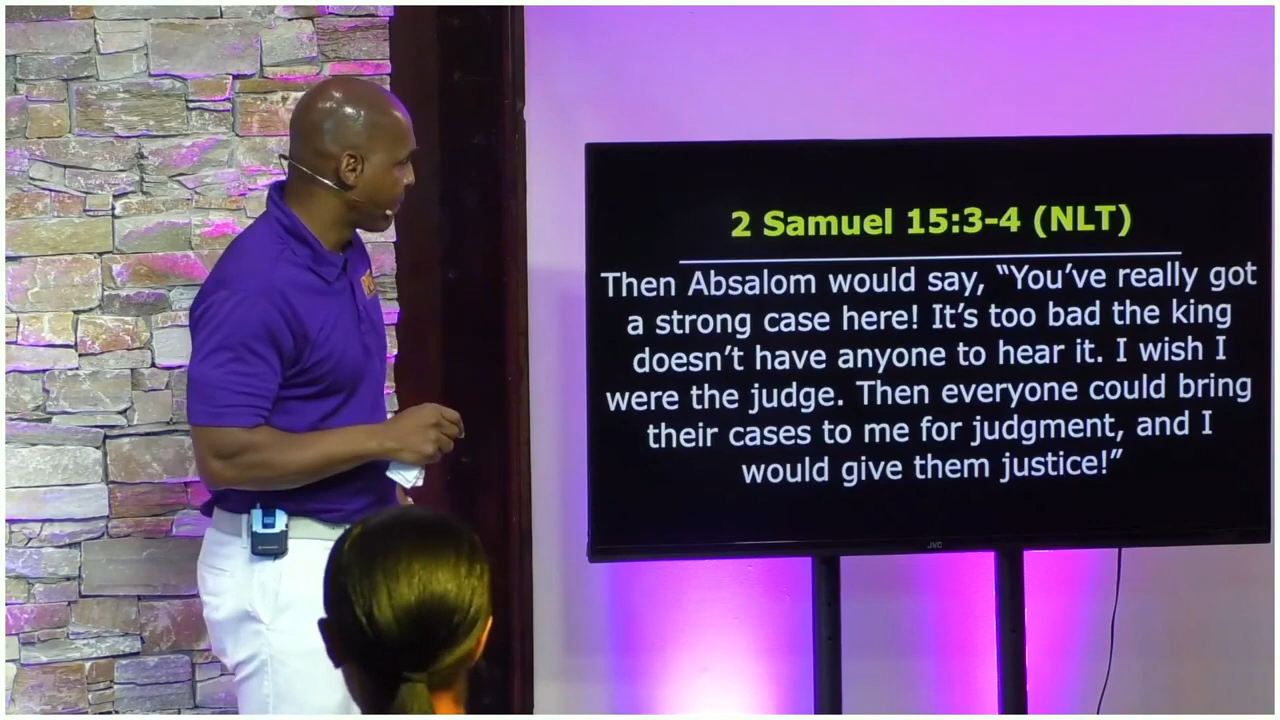 2 Samuel 15:3-4 (NLT)
Then Absalom would say, “You’ve really got
a strong case here! It’s too bad the king
doesn’t have anyone to hear it. I wish I
were the judge. Then everyone could bring
their cases to me for judgment, and I
would give them justice!”
JVC